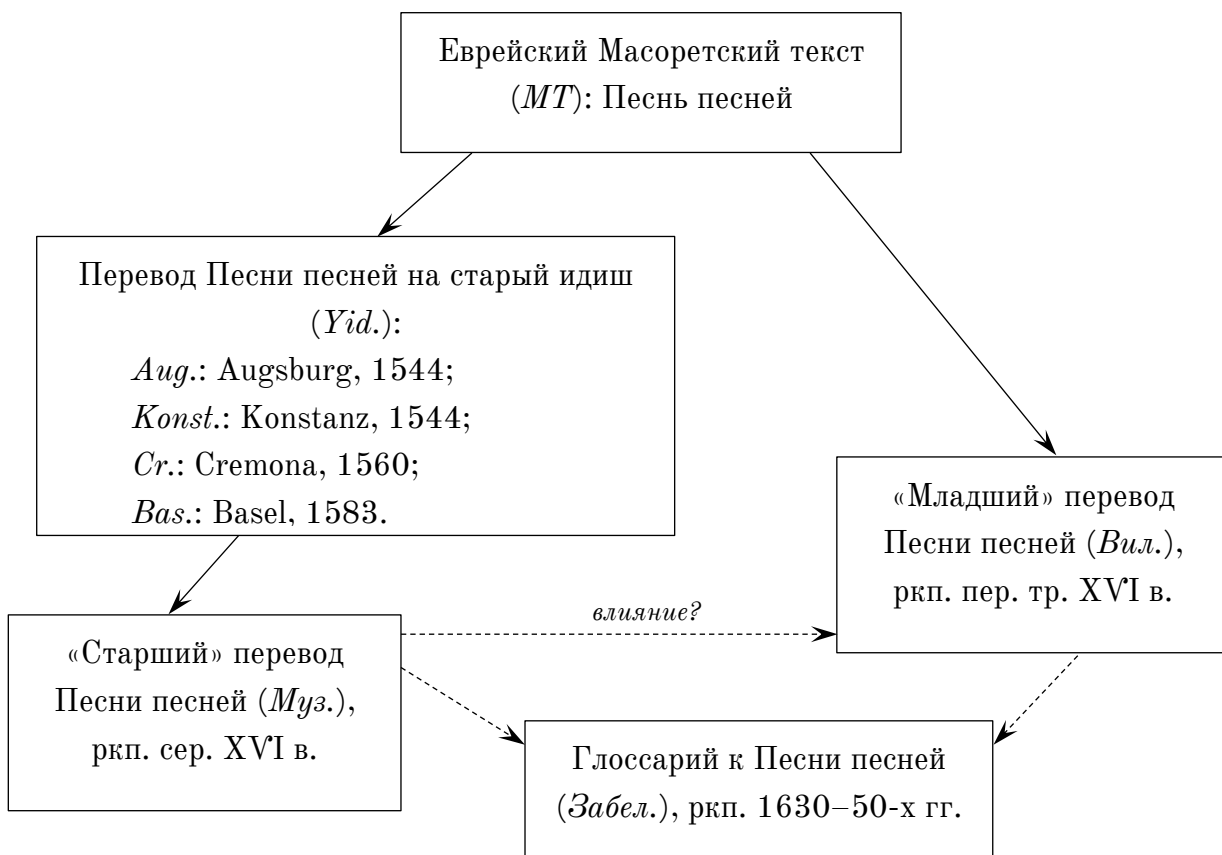 Еврейский Масоретский текст
(МТ): Песнь песней
Перевод Песни песней на старый идиш
(Yid.):
Aug.: Augsburg, 1544;
Konst.: Konstanz, 1544;
Cr.: Cremona, 1560;
Bas.: Basel, 1583.
«Младший» перевод
Песни песней (Вил.),
ркп. пер. тр. XVI в.
влияние?
«Старший» перевод
Песни песней (Муз.),
ркп. сер. XVI в.
Глоссарий к Песни песней
(Забел.), ркп. 1630–50-х гг.